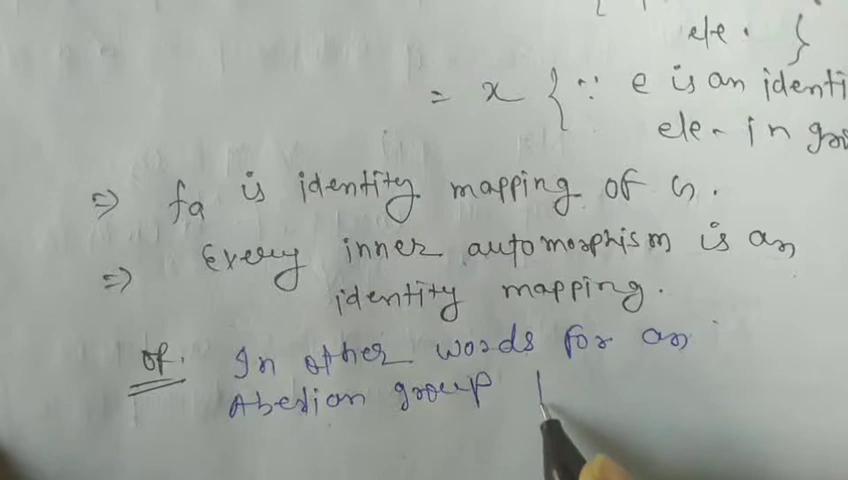 ele. }
= x { ∵ e is an identi
ele. in gro
⇒ fa is identity mapping of G.
⇒ Every inner automorphism is an
identity mapping.
or. In other words for an
Abelian group